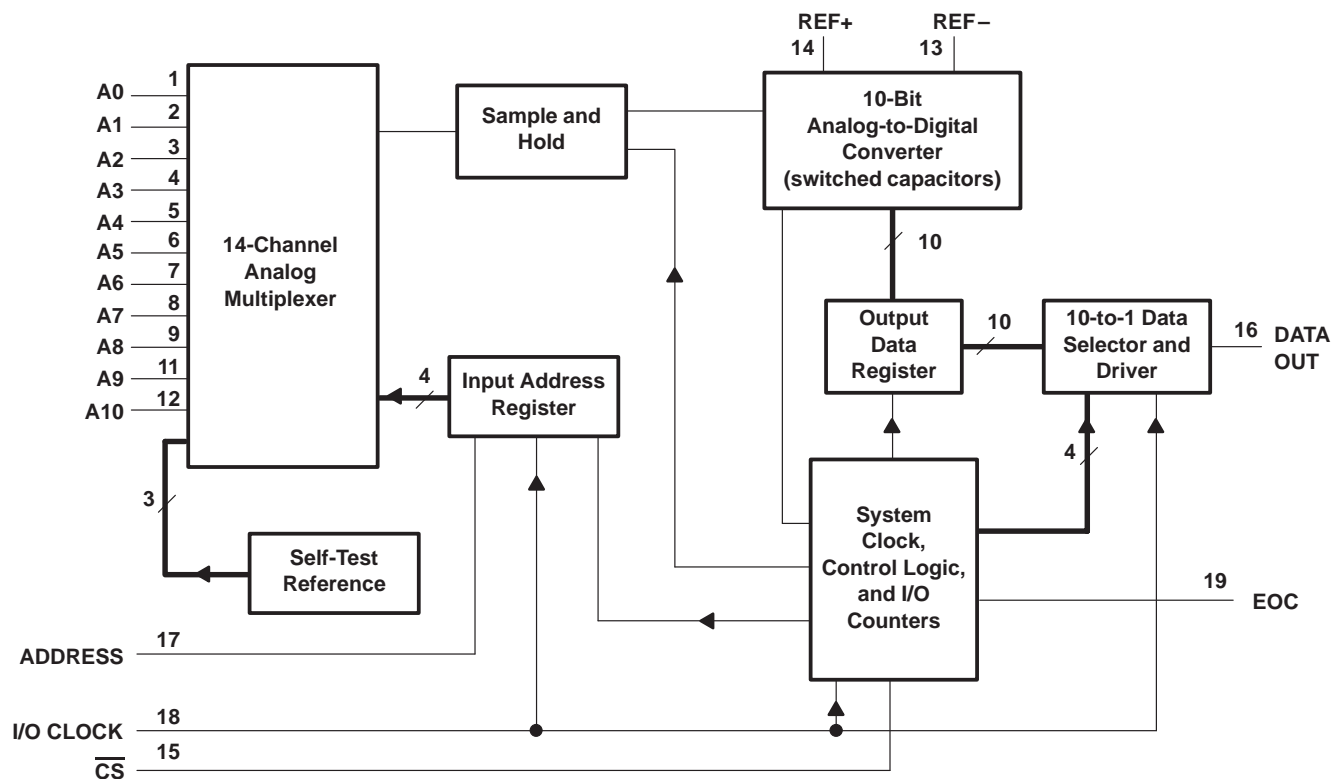 REF+
14
REF–
13
A0
1
A1
2
A2
3
A3
4
A4
5
A5
6
A6
7
A7
8
A8
9
A9
11
A10
12
14-Channel
Analog
Multiplexer
Sample and
Hold
10-Bit
Analog-to-Digital
Converter
(switched capacitors)
10
Output
Data
Register
10
10-to-1 Data
Selector and
Driver
16
DATA
OUT
4
Input Address
Register
4
3
Self-Test
Reference
System
Clock,
Control Logic,
and I/O
Counters
19
EOC
ADDRESS
17
I/O CLOCK
18
CS
15